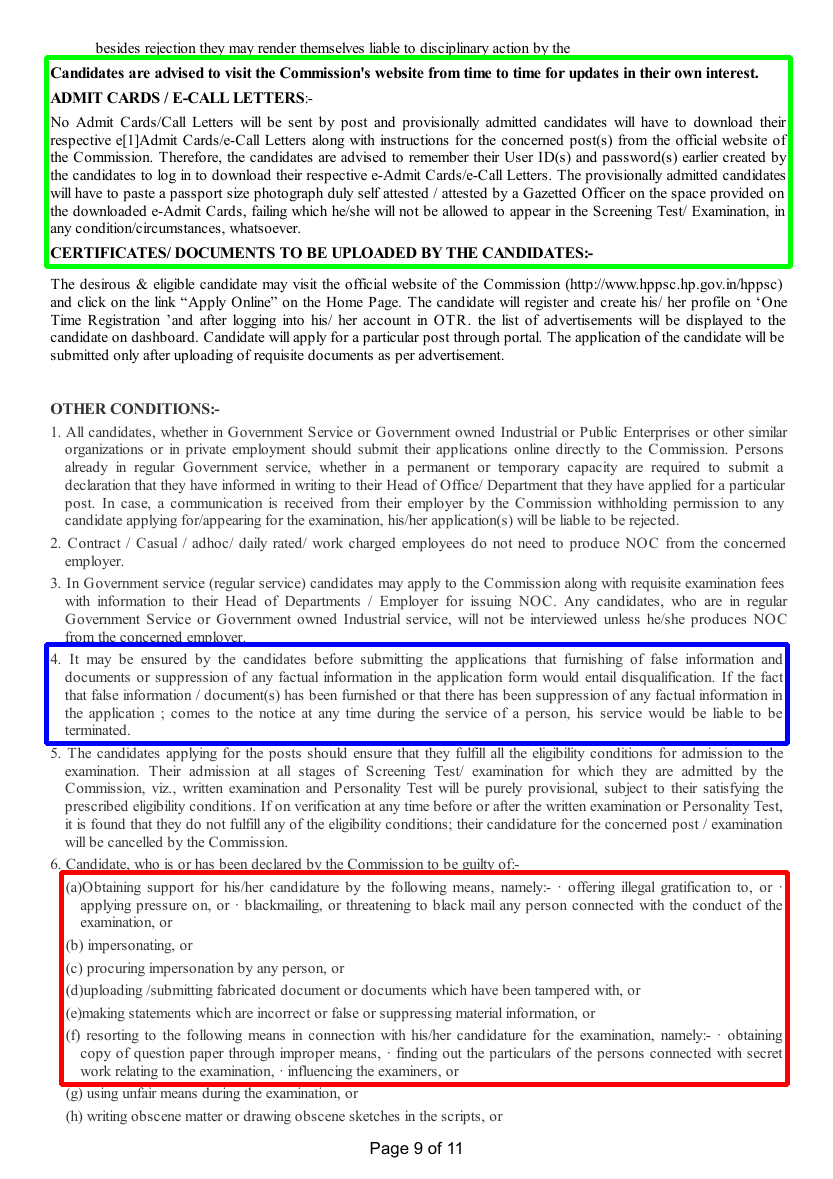 besides rejection they may render themselves liable to disciplinary action by the
Candidates are advised to visit the Commission's website from time to time for updates in their own interest.
ADMIT CARDS / E-CALL LETTERS:-
No Admit Cards/Call Letters will be sent by post and provisionally admitted candidates will have to download their
respective e[1]Admit Cards/e-Call Letters along with instructions for the concerned post(s) from the official website of
the Commission. Therefore, the candidates are advised to remember their User ID(s) and password(s) earlier created by
the candidates to log in to download their respective e-Admit Cards/e-Call Letters. The provisionally admitted candidates
will have to paste a passport size photograph duly self attested / attested by a Gazetted Officer on the space provided on
the downloaded e-Admit Cards, failing which he/she will not be allowed to appear in the Screening Test/ Examination, in
any condition/circumstances, whatsoever.
CERTIFICATES/ DOCUMENTS TO BE UPLOADED BY THE CANDIDATES:-
The desirous & eligible candidate may visit the official website of the Commission (http://www.hppsc.hp.gov.in/hppsc)
and click on the link “Apply Online” on the Home Page. The candidate will register and create his/ her profile on ‘One
Time Registration ’and after logging into his/ her account in OTR. the list of advertisements will be displayed to the
candidate on dashboard. Candidate will apply for a particular post through portal. The application of the candidate will be
submitted only after uploading of requisite documents as per advertisement.
OTHER CONDITIONS:-
1. All candidates, whether in Government Service or Government owned Industrial or Public Enterprises or other similar
organizations or in private employment should submit their applications online directly to the Commission. Persons
already in regular Government service, whether in a permanent or temporary capacity are required to submit a
declaration that they have informed in writing to their Head of Office/ Department that they have applied for a particular
post. In case, a communication is received from their employer by the Commission withholding permission to any
candidate applying for/appearing for the examination, his/her application(s) will be liable to be rejected.
2. Contract / Casual / adhoc/ daily rated/ work charged employees do not need to produce NOC from the concerned
employer.
3. In Government service (regular service) candidates may apply to the Commission along with requisite examination fees
with information to their Head of Departments / Employer for issuing NOC. Any candidates, who are in regular
Government Service or Government owned Industrial service, will not be interviewed unless he/she produces NOC
from the concerned employer.
4. It may be ensured by the candidates before submitting the applications that furnishing of false information and
documents or suppression of any factual information in the application form would entail disqualification. If the fact
that false information / document(s) has been furnished or that there has been suppression of any factual information in
the application ; comes to the notice at any time during the service of a person, his service would be liable to be
terminated.
5. The candidates applying for the posts should ensure that they fulfill all the eligibility conditions for admission to the
examination. Their admission at all stages of Screening Test/ examination for which they are admitted by the
Commission, viz., written examination and Personality Test will be purely provisional, subject to their satisfying the
prescribed eligibility conditions. If on verification at any time before or after the written examination or Personality Test,
it is found that they do not fulfill any of the eligibility conditions; their candidature for the concerned post / examination
will be cancelled by the Commission.
6. Candidate, who is or has been declared by the Commission to be guilty of:-
(a)Obtaining support for his/her candidature by the following means, namely:- · offering illegal gratification to, or ·
applying pressure on, or · blackmailing, or threatening to black mail any person connected with the conduct of the
examination, or
(b) impersonating, or
(c) procuring impersonation by any person, or
(d)uploading /submitting fabricated document or documents which have been tampered with, or
(e)making statements which are incorrect or false or suppressing material information, or
(f) resorting to the following means in connection with his/her candidature for the examination, namely:- · obtaining
copy of question paper through improper means, · finding out the particulars of the persons connected with secret
work relating to the examination, · influencing the examiners, or
(g) using unfair means during the examination, or
(h) writing obscene matter or drawing obscene sketches in the scripts, or
Page 9 of 11